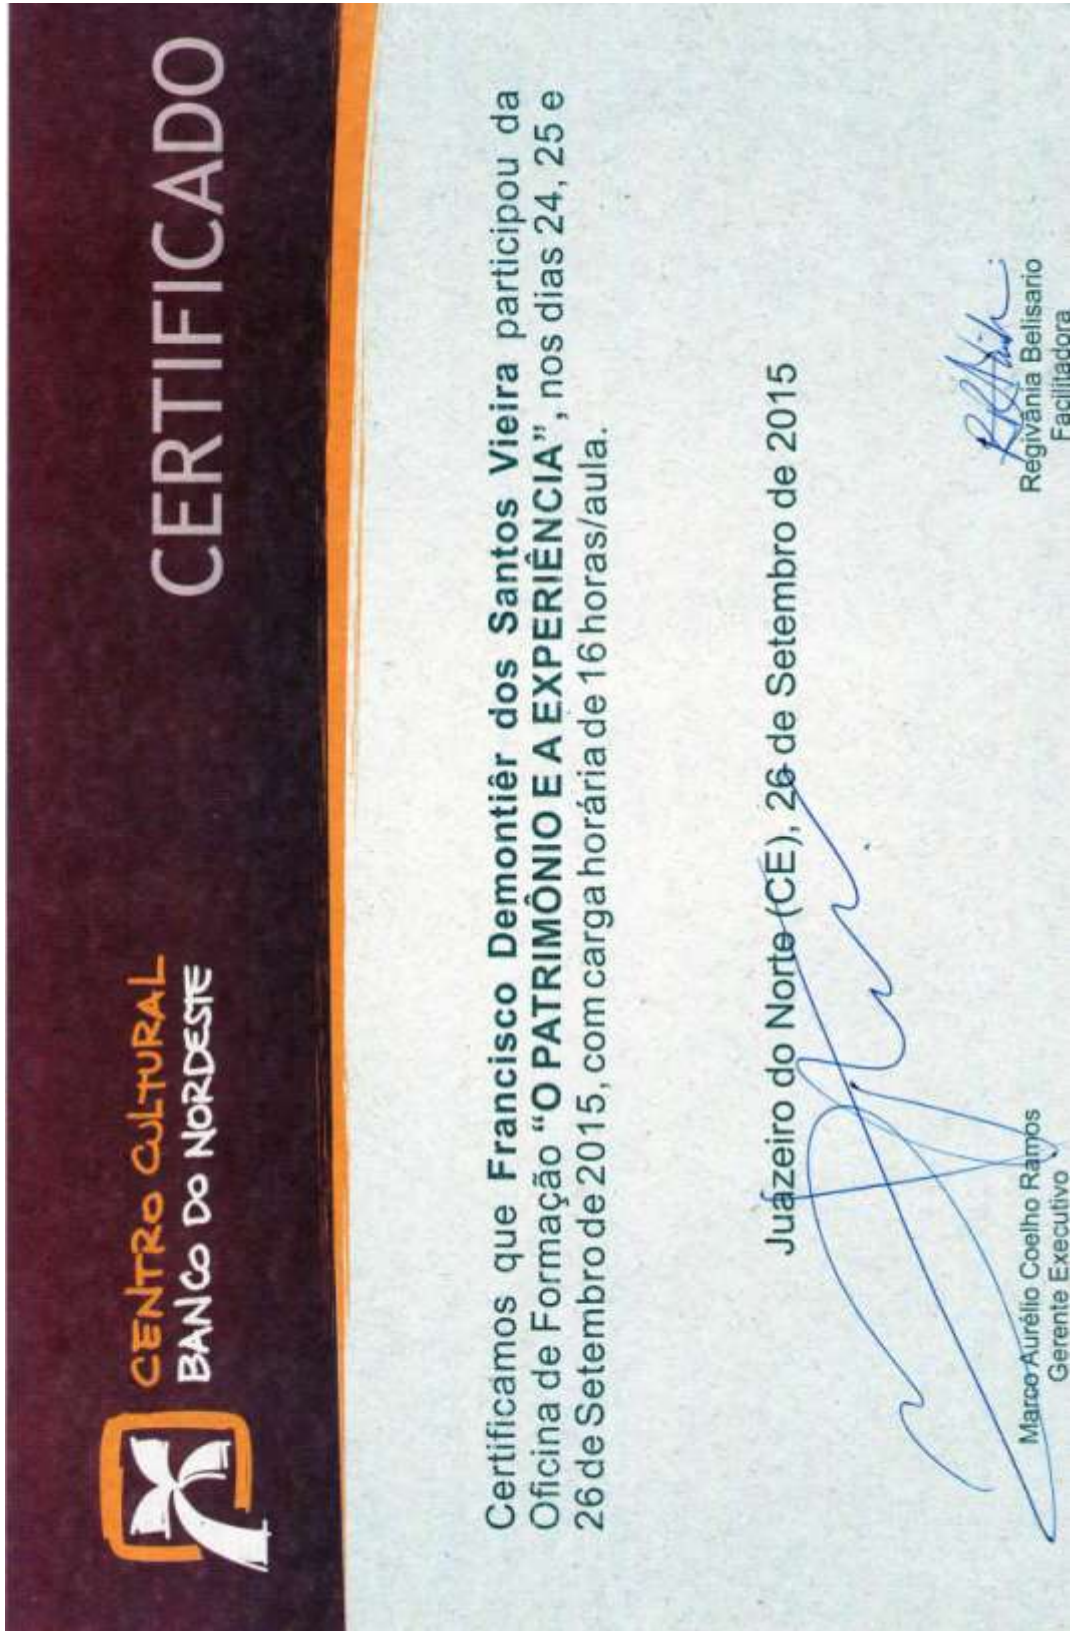 CENTRO CULTURAL
BANCO DO NORDESTE
CERTIFICADO
Certificamos que Francisco Demontiêr dos Santos Vieira participou da
Oficina de Formação “O PATRIMÔNIO E A EXPERIÊNCIA”, nos dias 24, 25 e
26 de Setembro de 2015, com carga horária de 16 horas/aula.
Juazeiro do Norte (CE), 26 de Setembro de 2015
Marco Aurélio Coelho Ramos
Gerente Executivo
Regivânia Belisario
Facilitadora